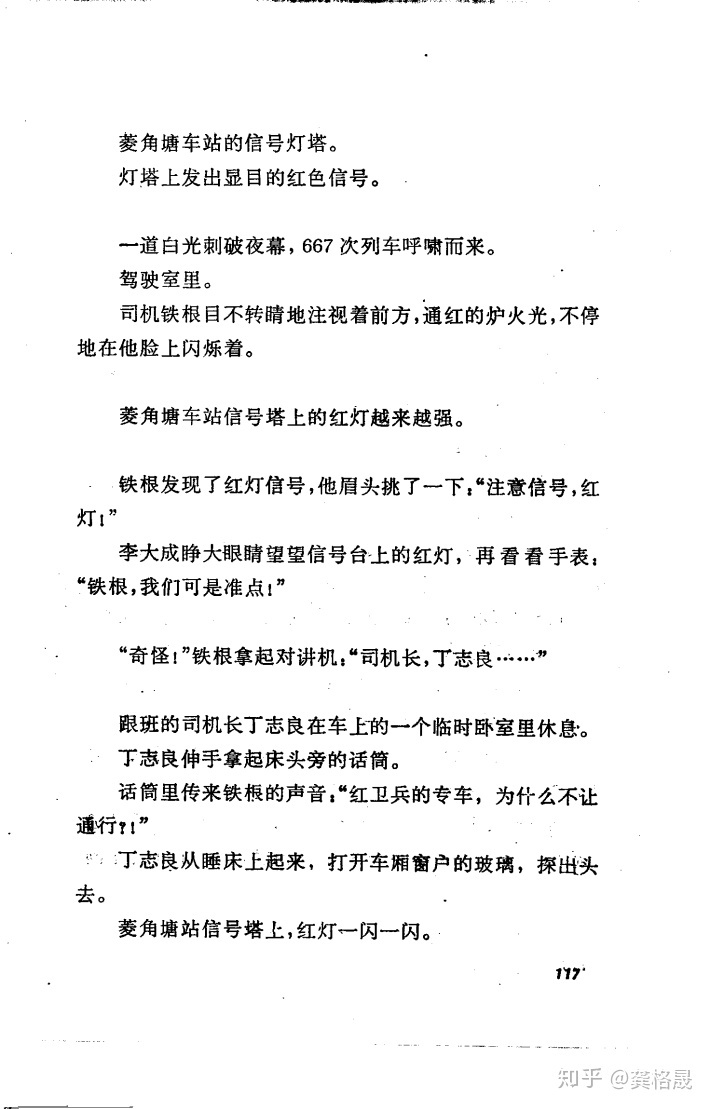 菱角塘车站的信号灯塔。
灯塔上发出显目的红色信号。
一道白光刺破夜幕，667 次列车呼啸而来。
驾驶室里。
司机铁根目不转睛地注视着前方，通红的炉火光，不停
地在他脸上闪烁着。
菱角塘车站信号塔上的红灯越来越强。
铁根发现了红灯信号，他眉头挑了一下：“注意信号，红
灯！”
李大成睁大眼睛望望信号台上的红灯，再看看手表：
“铁根，我们可是准点！”
“奇怪！”铁根拿起对讲机：“司机长，丁志良……”
跟班的司机长丁志良在车上的一个临时卧室里休息。
丁志良伸手拿起床头旁的话筒。
话筒里传来铁根的声音：“红卫兵的专车，为什么不让
通行？！”
丁志良从睡床上起来，打开车厢窗户的玻璃，探出头
去。
菱角塘站信号塔上，红灯一闪一闪。
117
知乎 @龚格晟